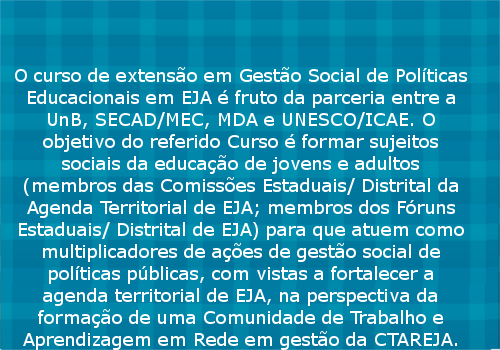 O curso de extensão em Gestão Social de Políticas
Educacionais em EJA é fruto da parceria entre a
UnB, SECAD/MEC, MDA e UNESCO/ICAE. O
objetivo do referido Curso é formar sujeitos
sociais da educação de jovens e adultos
(membros das Comissões Estaduais/ Distrital da
Agenda Territorial de EJA; membros dos Fóruns
Estaduais/ Distrital de EJA) para que atuem como
multiplicadores de ações de gestão social de
políticas públicas, com vistas a fortalecer a
agenda territorial de EJA, na perspectiva da
formação de uma Comunidade de Trabalho e
Aprendizagem em Rede em gestão da CTAREJA.